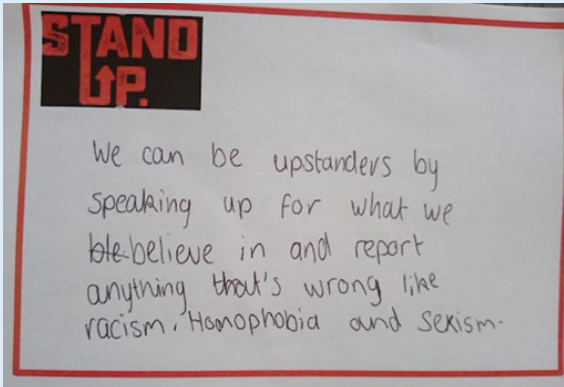 STAND
UP.
We can be upstanders by
speaking up for what we
ble believe in and report
anything that's wrong like
racism. Homophobia and Sexism.